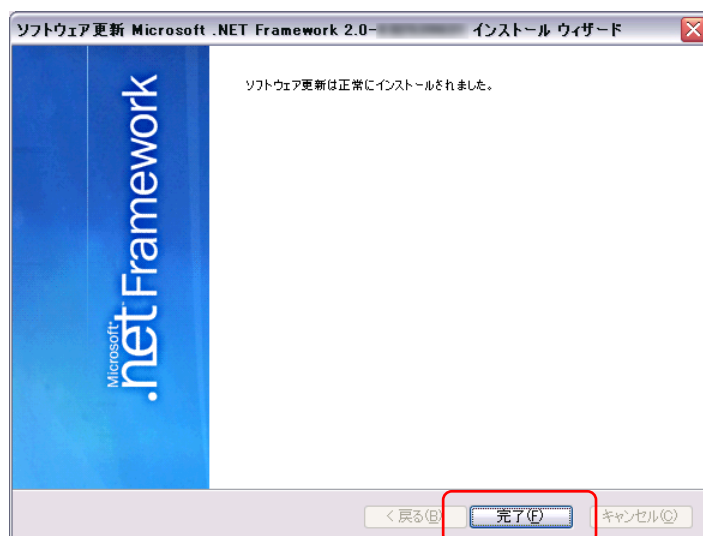 ソフトウェア更新 Microsoft .NET Framework 2.0- インストール ウィザード
ソフトウェア更新は正常にインストールされました。
Microsoft
.net Framework
< 戻る(B)
完了(F)
キャンセル(C)